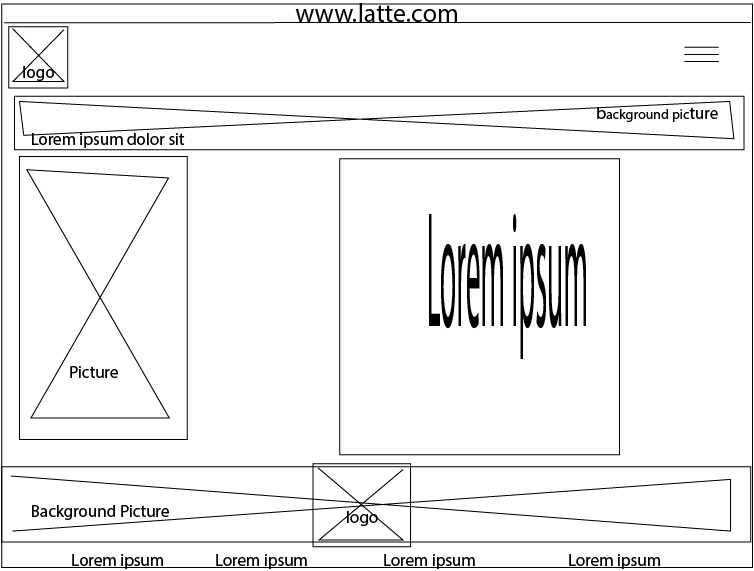 www.latte.com
logo
background picture
Lorem ipsum dolor sit
Lorem ipsum
Picture
Background Picture
logo
Lorem ipsum Lorem ipsum Lorem ipsum Lorem ipsum